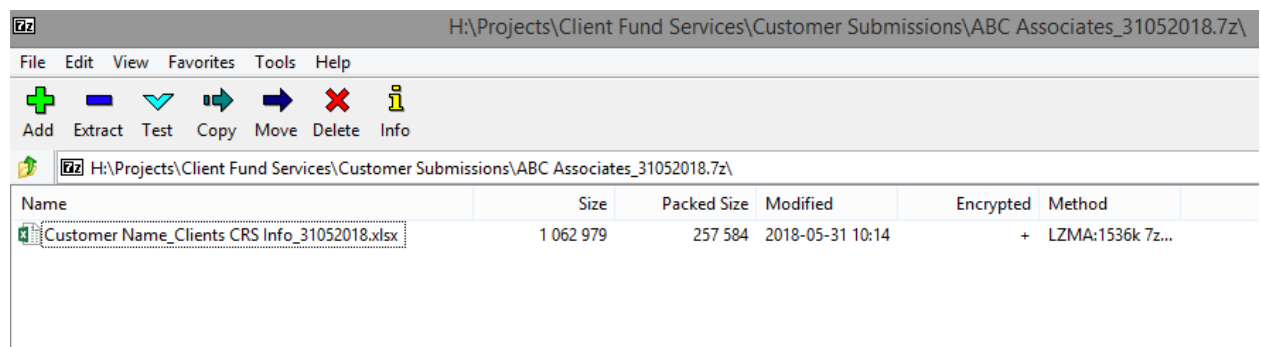 7z H:\Projects\Client Fund Services\Customer Submissions\ABC Associates_31052018.7z\
File Edit View Favorites Tools Help
Add Extract Test Copy Move Delete Info
7z H:\Projects\Client Fund Services\Customer Submissions\ABC Associates_31052018.7z\
Name Size Packed Size Modified Encrypted Method
Customer Name_Clients CRS Info_31052018.xlsx 1 062 979 257 584 2018-05-31 10:14 + LZMA:1536k 7z...